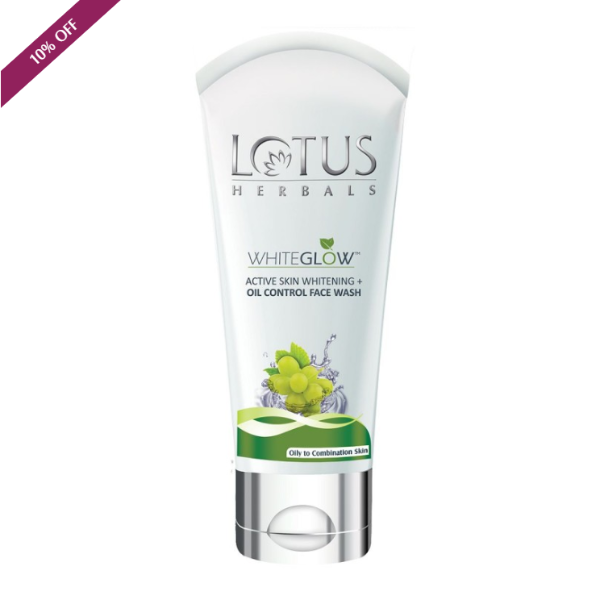 10% OFF
LOTUS
HERBALS
WHITEGLOW™
ACTIVE SKIN WHITENING +
OIL CONTROL FACE WASH
Oily to Combination Skin